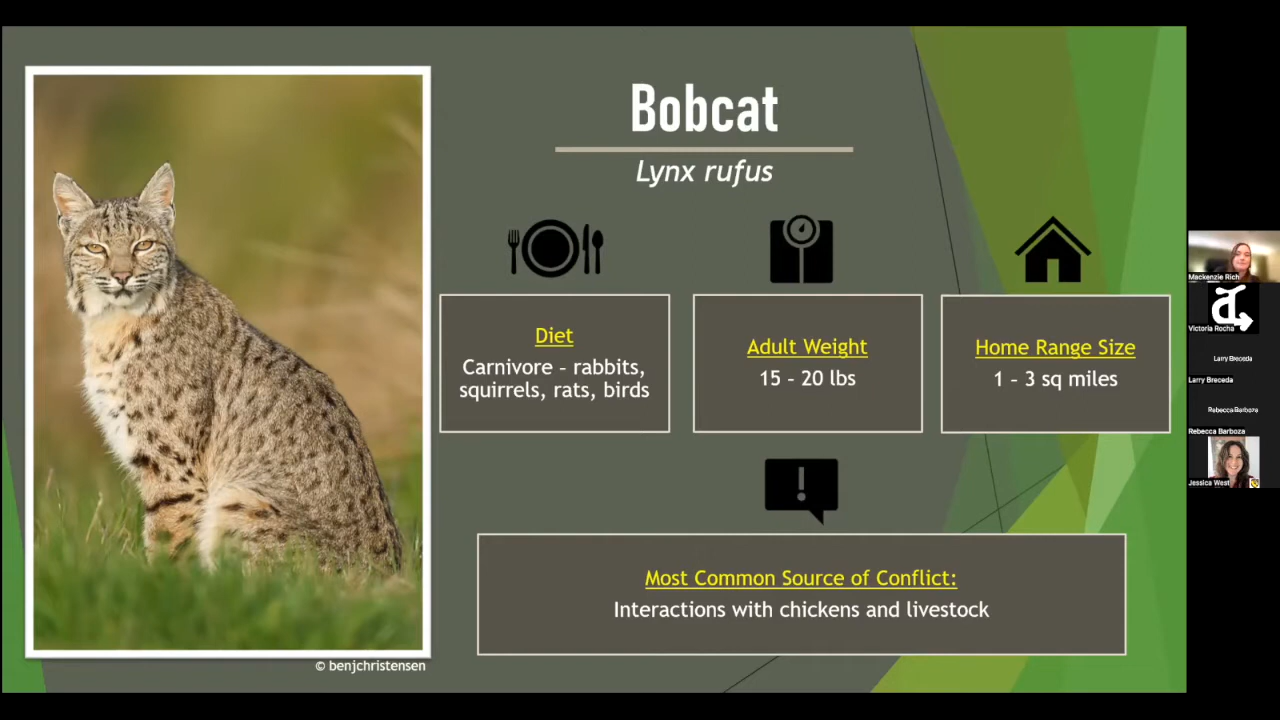 Bobcat
Lynx rufus
Diet
Carnivore – rabbits,
squirrels, rats, birds
Adult Weight
15 – 20 lbs
Home Range Size
1 – 3 sq miles
!
Most Common Source of Conflict:
Interactions with chickens and livestock
© benjchristensen
Mackenzie Rich
a
Victoria Rocha
Larry Breceda
Larry Breceda
Rebecca Barboza
Rebecca Barboza
Jessica West